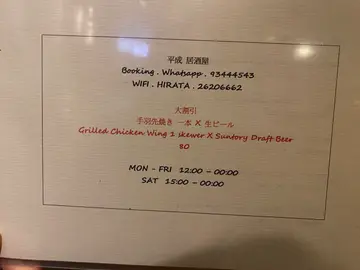 平成 居酒屋
Booking . Whatsapp . 93444543
WIFI . HIRATA . 26206662
大割引
手羽先焼き 一本 X 生ビール
Grilled Chicken Wing 1 skewer X Suntory Draft Beer
80
MON - FRI 12:00 - 00:00
SAT 15:00 - 00:00